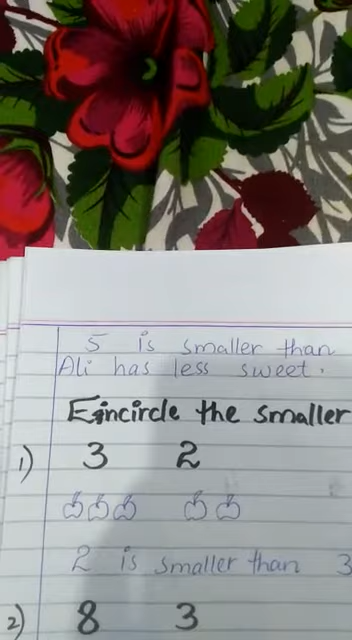 5 is smaller than
Ali has less sweet.
Eincircle the smaller
1) 3 2
2 is smaller than 3
2) 8 3